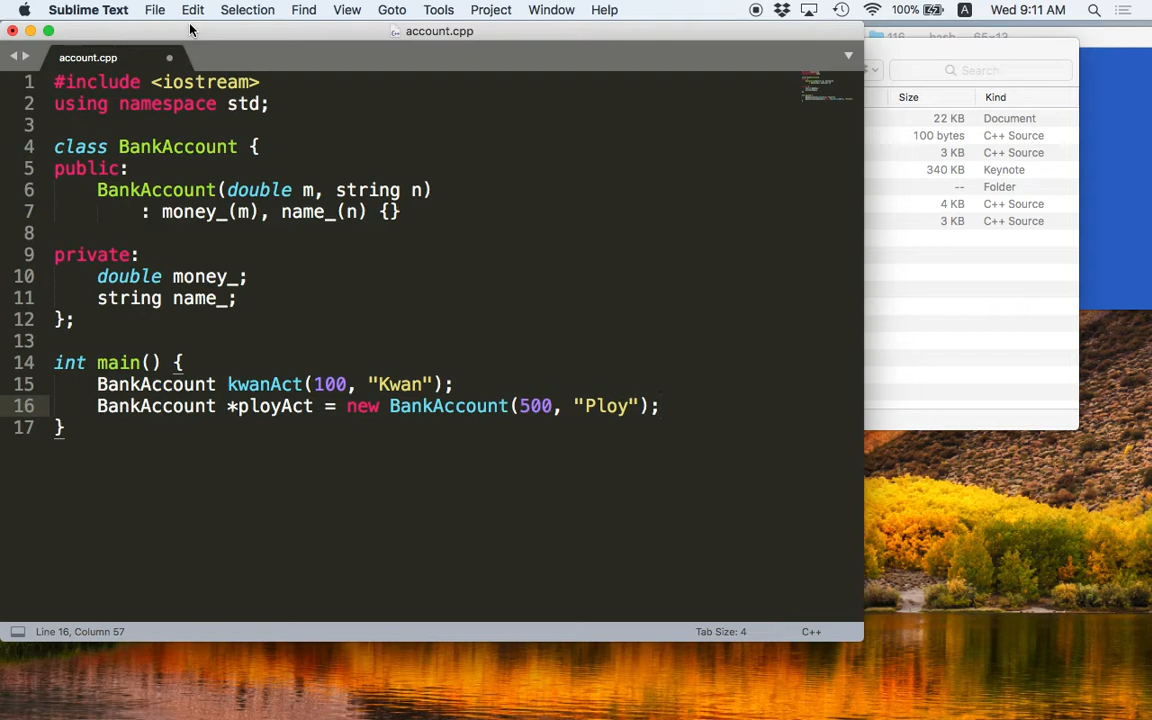 Sublime Text File Edit Selection Find View Goto Tools Project Window Help 100% A Wed 9:11 AM
account.cpp
116 bash 65×13
account.cpp
Search
Size Kind
22 KB Document
100 bytes C++ Source
3 KB C++ Source
340 KB Keynote
-- Folder
4 KB C++ Source
3 KB C++ Source
1 #include <iostream>
2 using namespace std;
3
4 class BankAccount {
5 public:
6 BankAccount(double m, string n)
7 : money_(m), name_(n) {}
8
9 private:
10 double money_;
11 string name_;
12 };
13
14 int main() {
15 BankAccount kwanAct(100, "Kwan");
16 BankAccount *ployAct = new BankAccount(500, "Ploy");
17 }
Line 16, Column 57 Tab Size: 4 C++